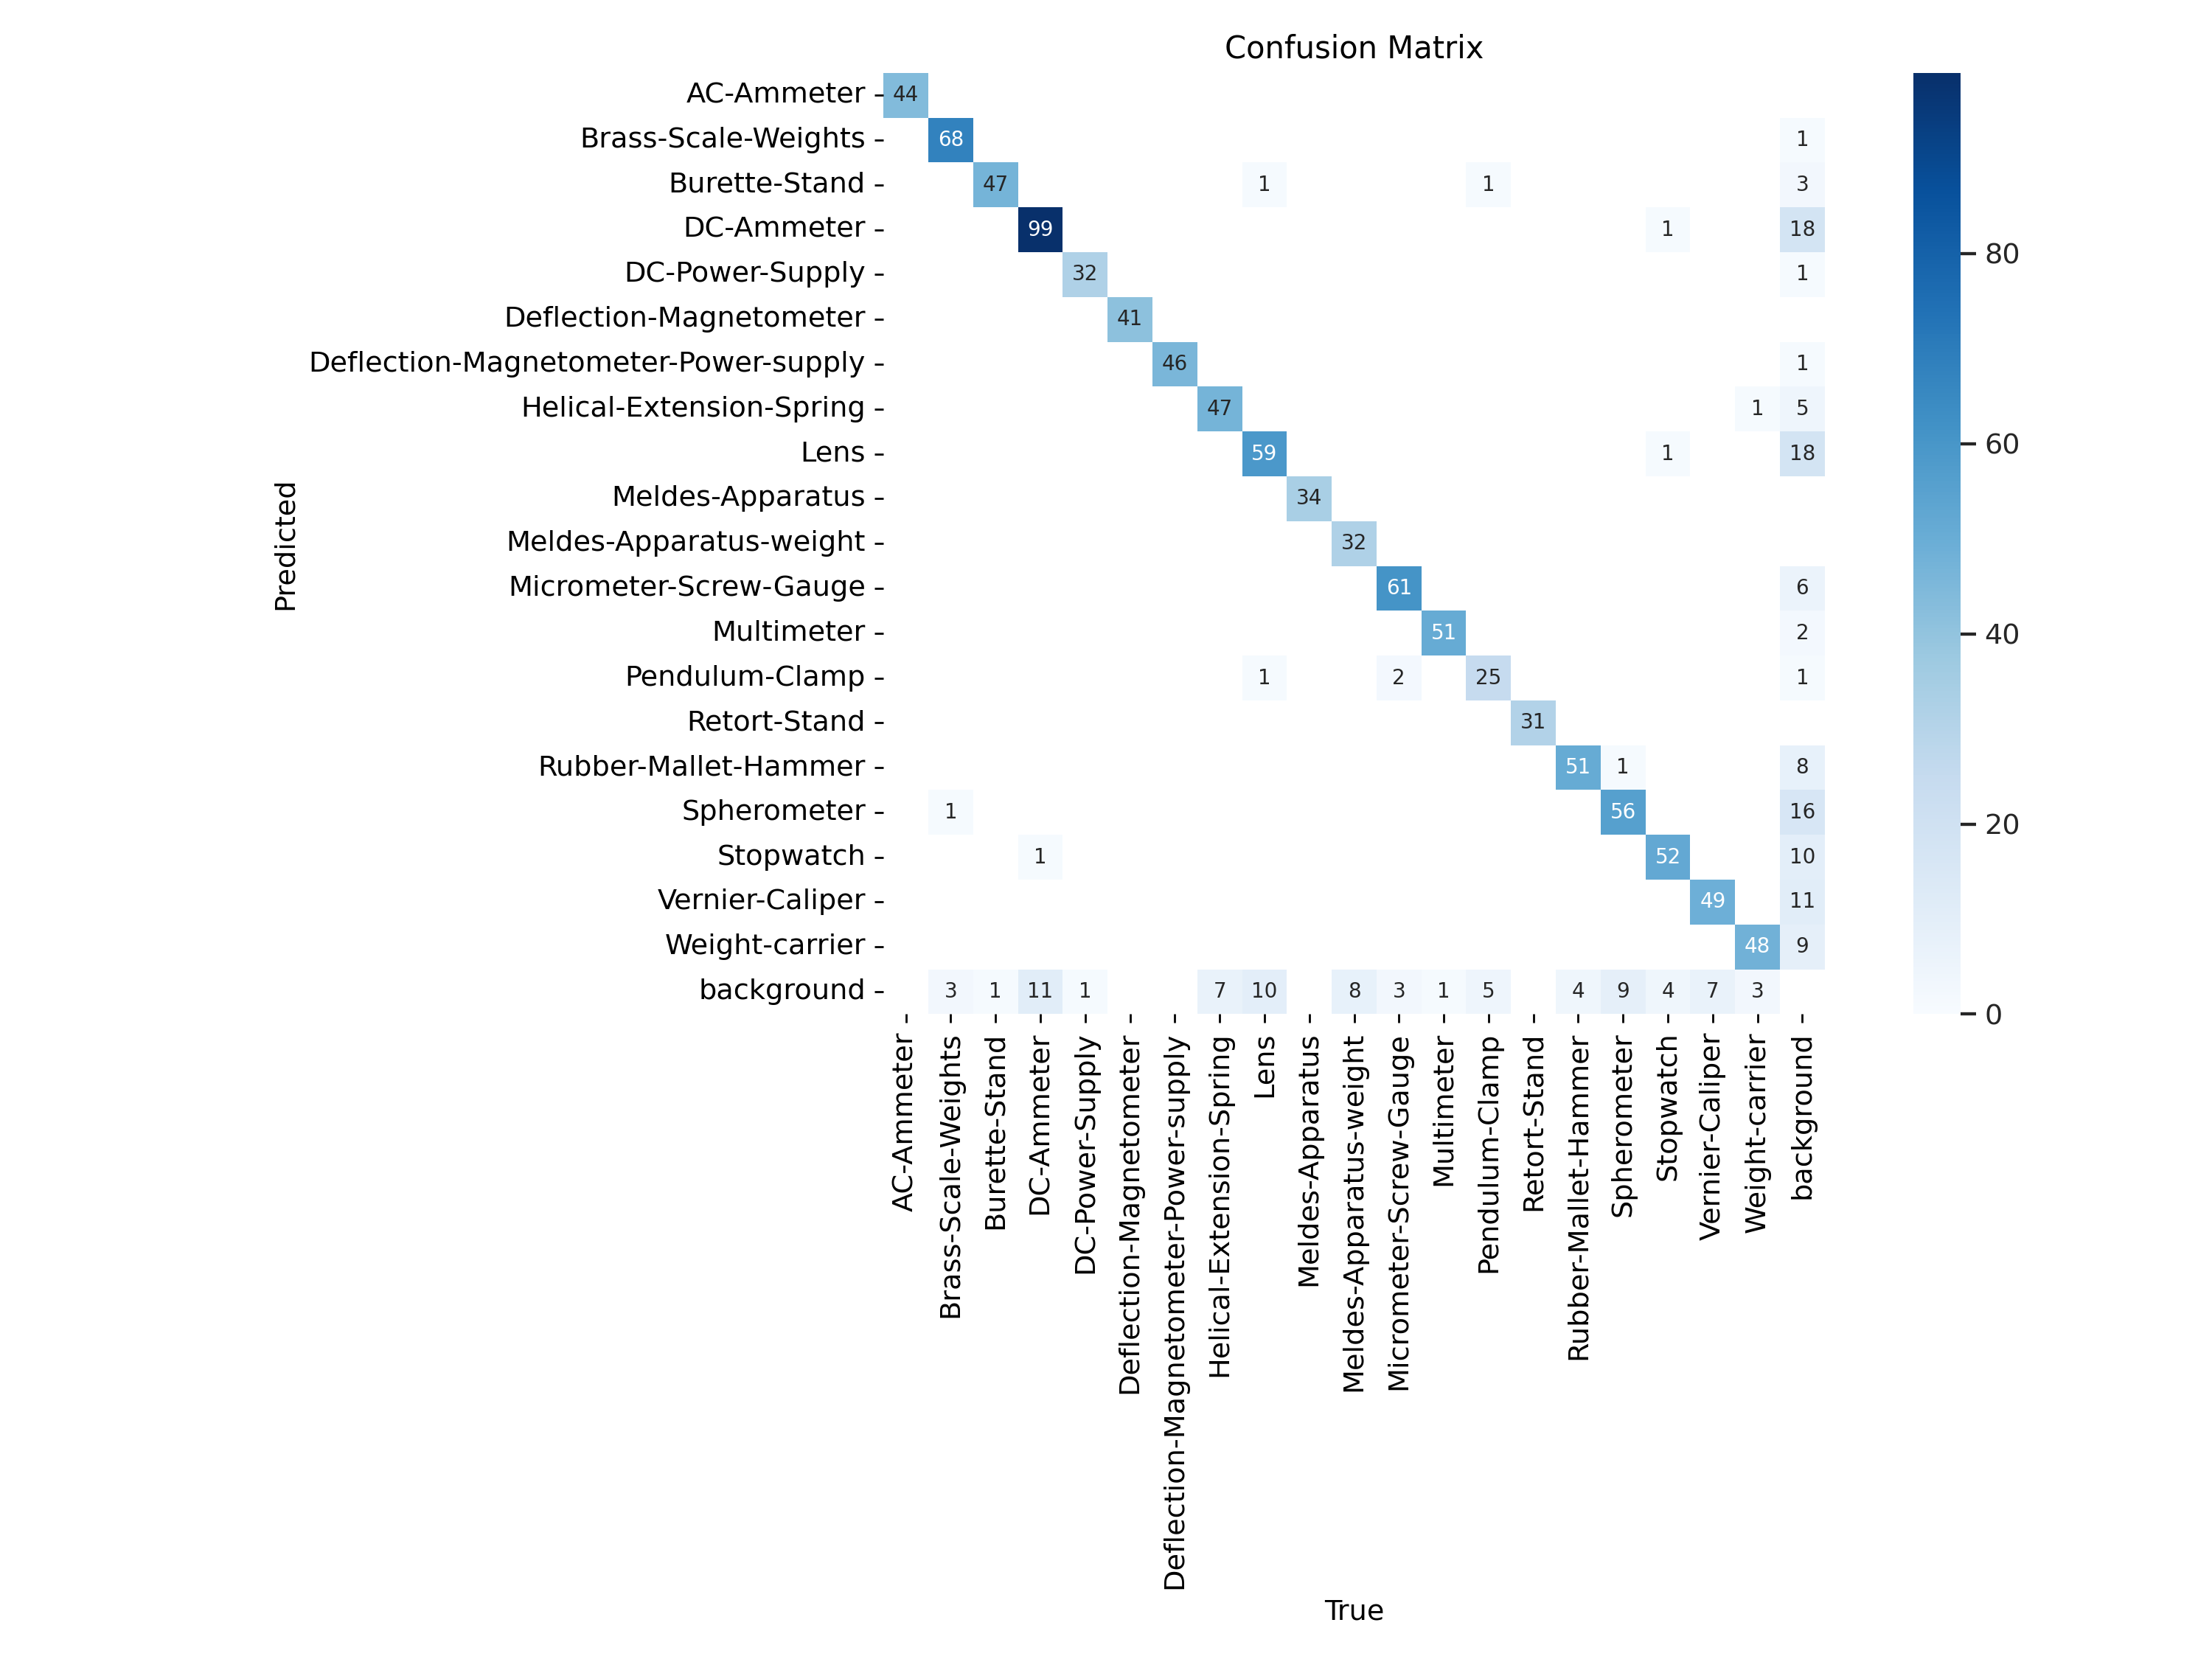 Confusion Matrix
AC-Ammeter 44
Brass-Scale-Weights 68 1
Burette-Stand 47 1 1 3
DC-Ammeter 99 1 18
DC-Power-Supply 32 1
Deflection-Magnetometer 41
Deflection-Magnetometer-Power-supply 46 1
Helical-Extension-Spring 47 1 5
Lens 59 1 18
Meldes-Apparatus 34
Meldes-Apparatus-weight 32
Micrometer-Screw-Gauge 61 6
Multimeter 51 2
Pendulum-Clamp 1 2 25 1
Retort-Stand 31
Rubber-Mallet-Hammer 51 1 8
Spherometer 1 56 16
Stopwatch 1 52 10
Vernier-Caliper 49 11
Weight-carrier 48 9
background 3 1 11 1 7 10 8 3 1 5 4 9 4 7 3
Predicted
AC-Ammeter
Brass-Scale-Weights
Burette-Stand
DC-Ammeter
DC-Power-Supply
Deflection-Magnetometer
Deflection-Magnetometer-Power-supply
Helical-Extension-Spring
Lens
Meldes-Apparatus
Meldes-Apparatus-weight
Micrometer-Screw-Gauge
Multimeter
Pendulum-Clamp
Retort-Stand
Rubber-Mallet-Hammer
Spherometer
Stopwatch
Vernier-Caliper
Weight-carrier
background
True
80
60
40
20
0